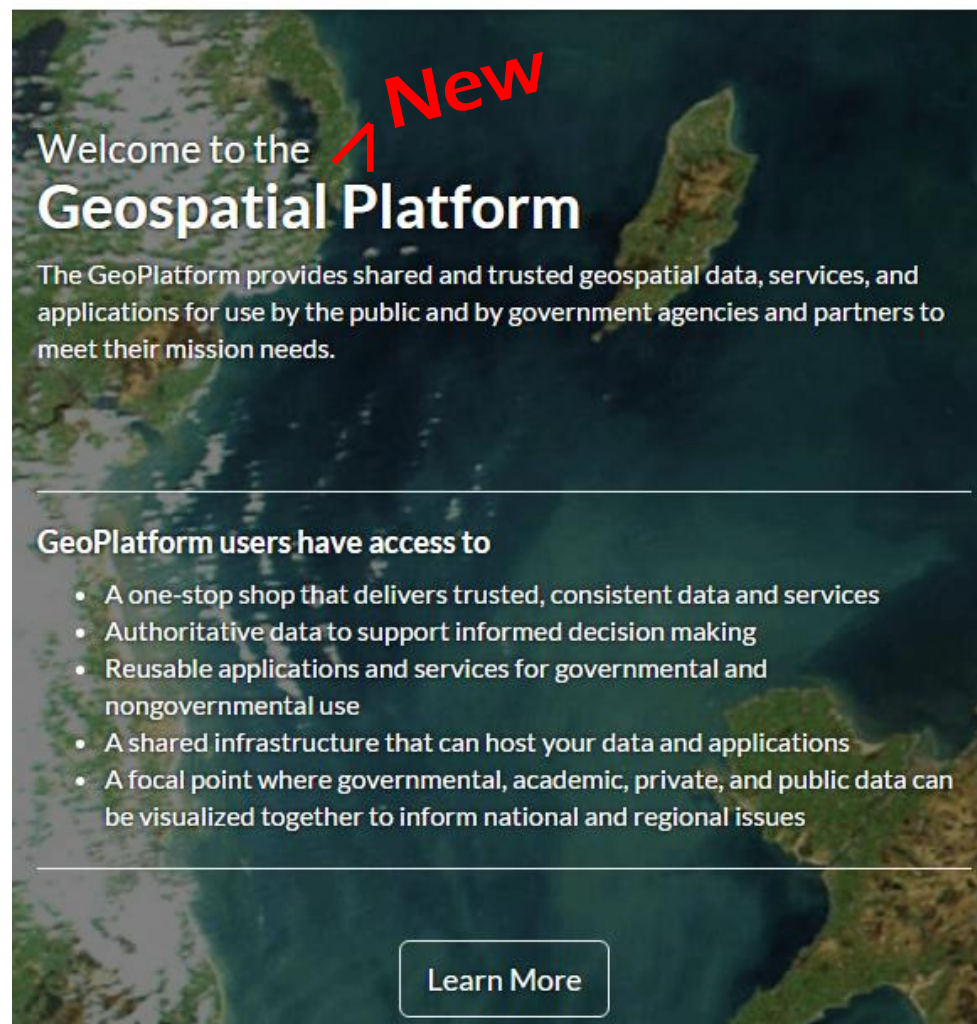 New
Welcome to the
Geospatial Platform
The GeoPlatform provides shared and trusted geospatial data, services, and
applications for use by the public and by government agencies and partners to
meet their mission needs.
GeoPlatform users have access to
• A one-stop shop that delivers trusted, consistent data and services
• Authoritative data to support informed decision making
• Reusable applications and services for governmental and
nongovernmental use
• A shared infrastructure that can host your data and applications
• A focal point where governmental, academic, private, and public data can
be visualized together to inform national and regional issues
Learn More